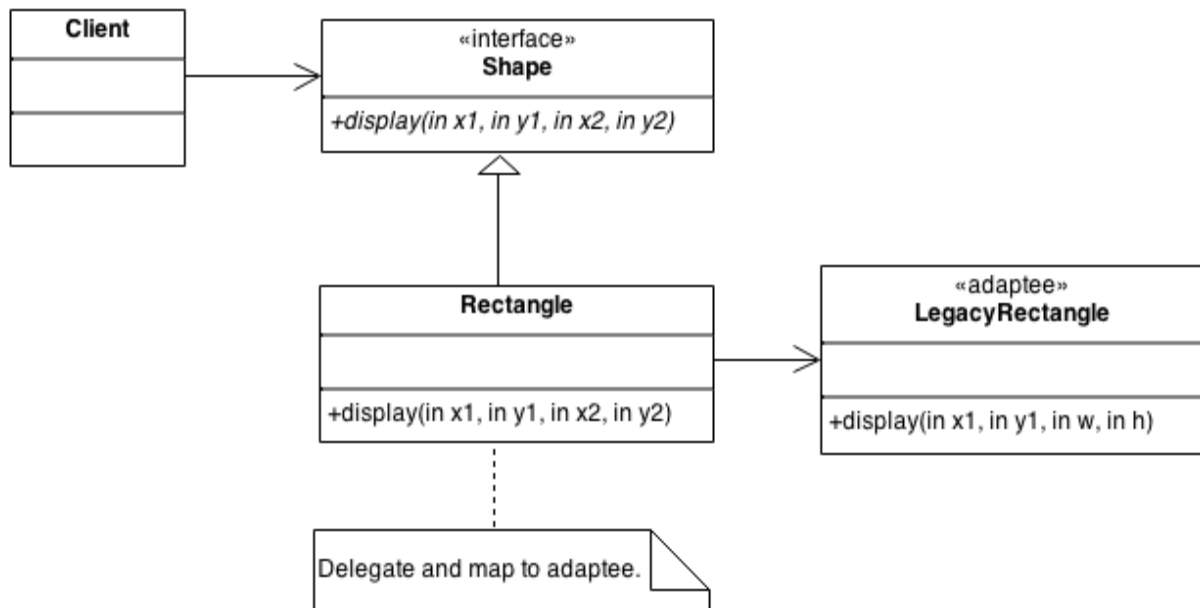 Client
«interface»
Shape
+display(in x1, in y1, in x2, in y2)
Rectangle
+display(in x1, in y1, in x2, in y2)
«adaptee»
LegacyRectangle
+display(in x1, in y1, in w, in h)
Delegate and map to adaptee.